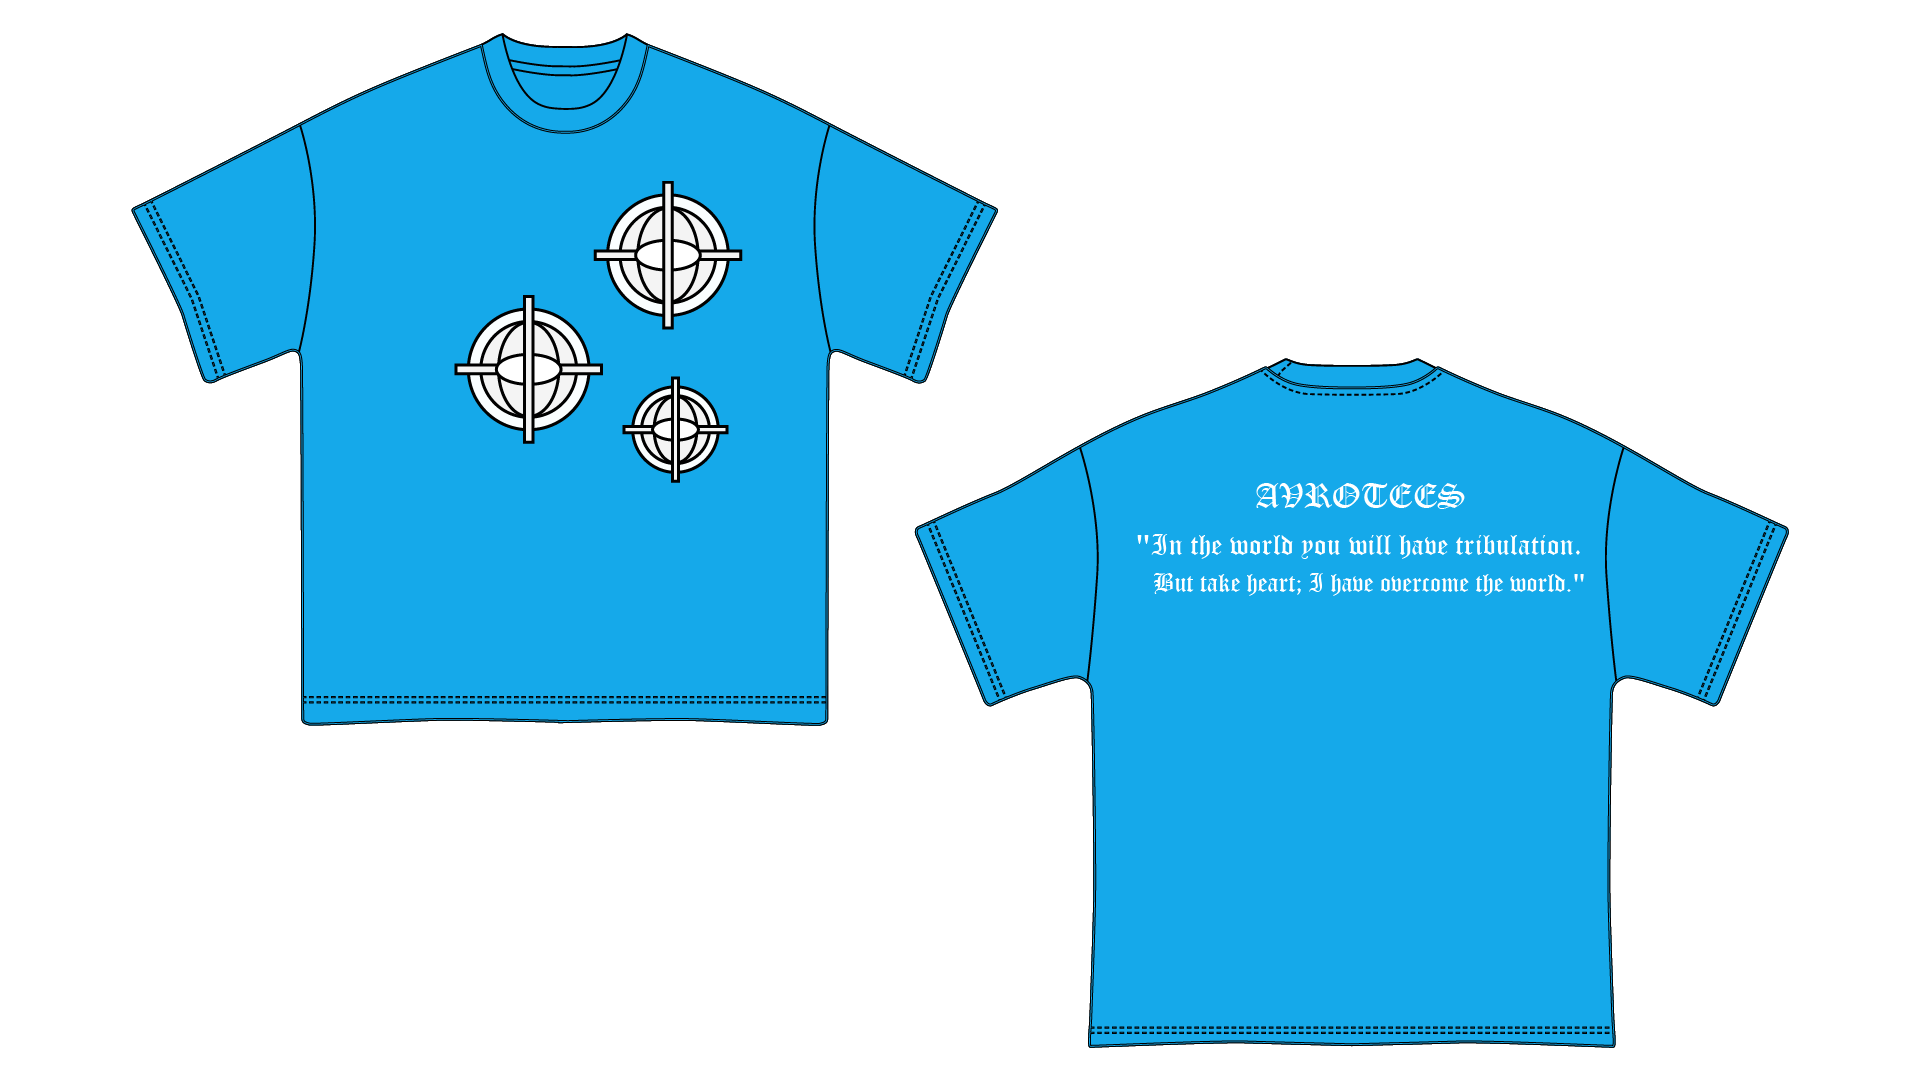 AVROTEES
"In the world you will have tribulation.
But take heart; I have overcome the world."